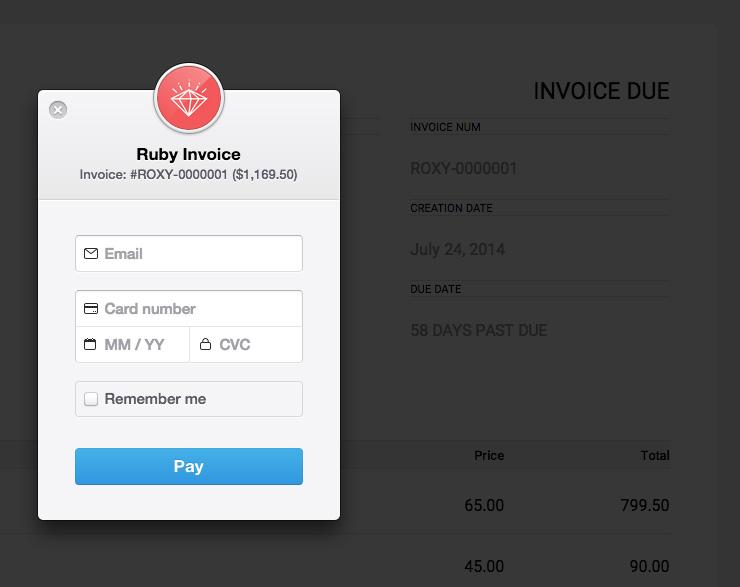 Ruby Invoice
Invoice: #ROXY-0000001 ($1,169.50)
Email
Card number
MM / YY
CVC
Remember me
Pay
INVOICE DUE
INVOICE NUM
ROXY-0000001
CREATION DATE
July 24, 2014
DUE DATE
58 DAYS PAST DUE
Price Total
65.00 799.50
45.00 90.00